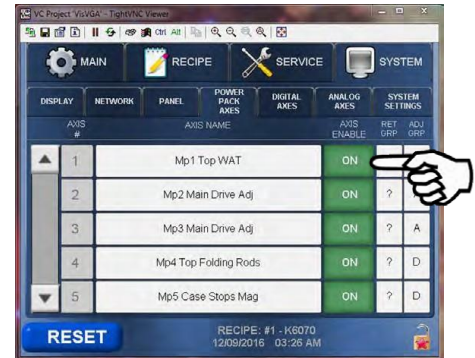 VC Project 'VisVGA' - TightVNC Viewer
Ctrl Alt
MAIN RECIPE SERVICE SYSTEM
DISPLAY NETWORK PANEL POWER PACK AXES DIGITAL AXES ANALOG AXES SYSTEM SETTINGS
AXIS # AXIS NAME AXIS ENABLE RET GRP ADJ GRP
1 Mp1 Top WAT ON
2 Mp2 Main Drive Adj ON ?
3 Mp3 Main Drive Adj ON ? A
4 Mp4 Top Folding Rods ON ? D
5 Mp5 Case Stops Mag ON ? D
RESET
RECIPE: #1 - K6070
12/09/2016 03:26 AM